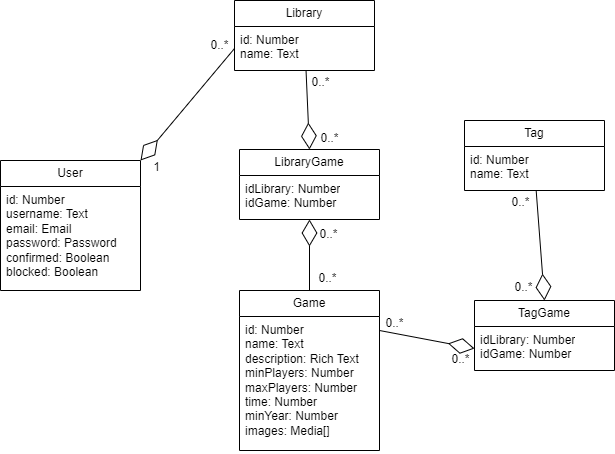 Library
id: Number
name: Text
0..*
0..*
0..*
1
User
id: Number
username: Text
email: Email
password: Password
confirmed: Boolean
blocked: Boolean
LibraryGame
idLibrary: Number
idGame: Number
0..*
0..*
Tag
id: Number
name: Text
0..*
0..*
Game
id: Number
name: Text
description: Rich Text
minPlayers: Number
maxPlayers: Number
time: Number
minYear: Number
images: Media[]
0..*
0..*
TagGame
idLibrary: Number
idGame: Number